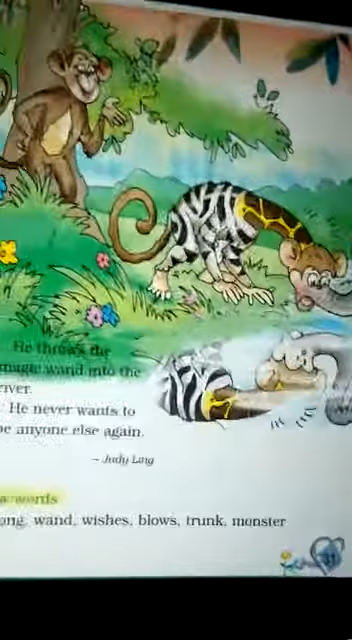 He throws the
magic wand into the
river.
He never wants to
be anyone else again.
– Judy Ling
words
wand, wishes, blows, trunk, monster